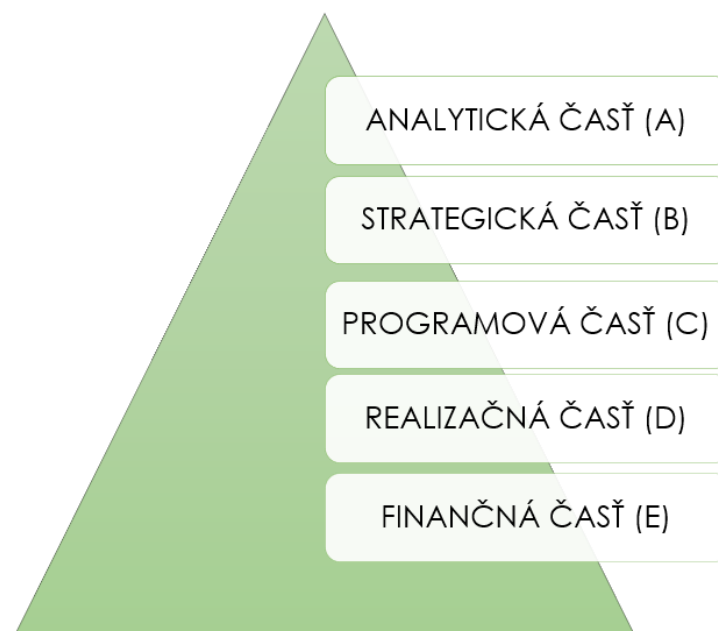 ANALYTICKÁ ČASŤ (A)
STRATEGICKÁ ČASŤ (B)
PROGRAMOVÁ ČASŤ (C)
REALIZAČNÁ ČASŤ (D)
FINANČNÁ ČASŤ (E)